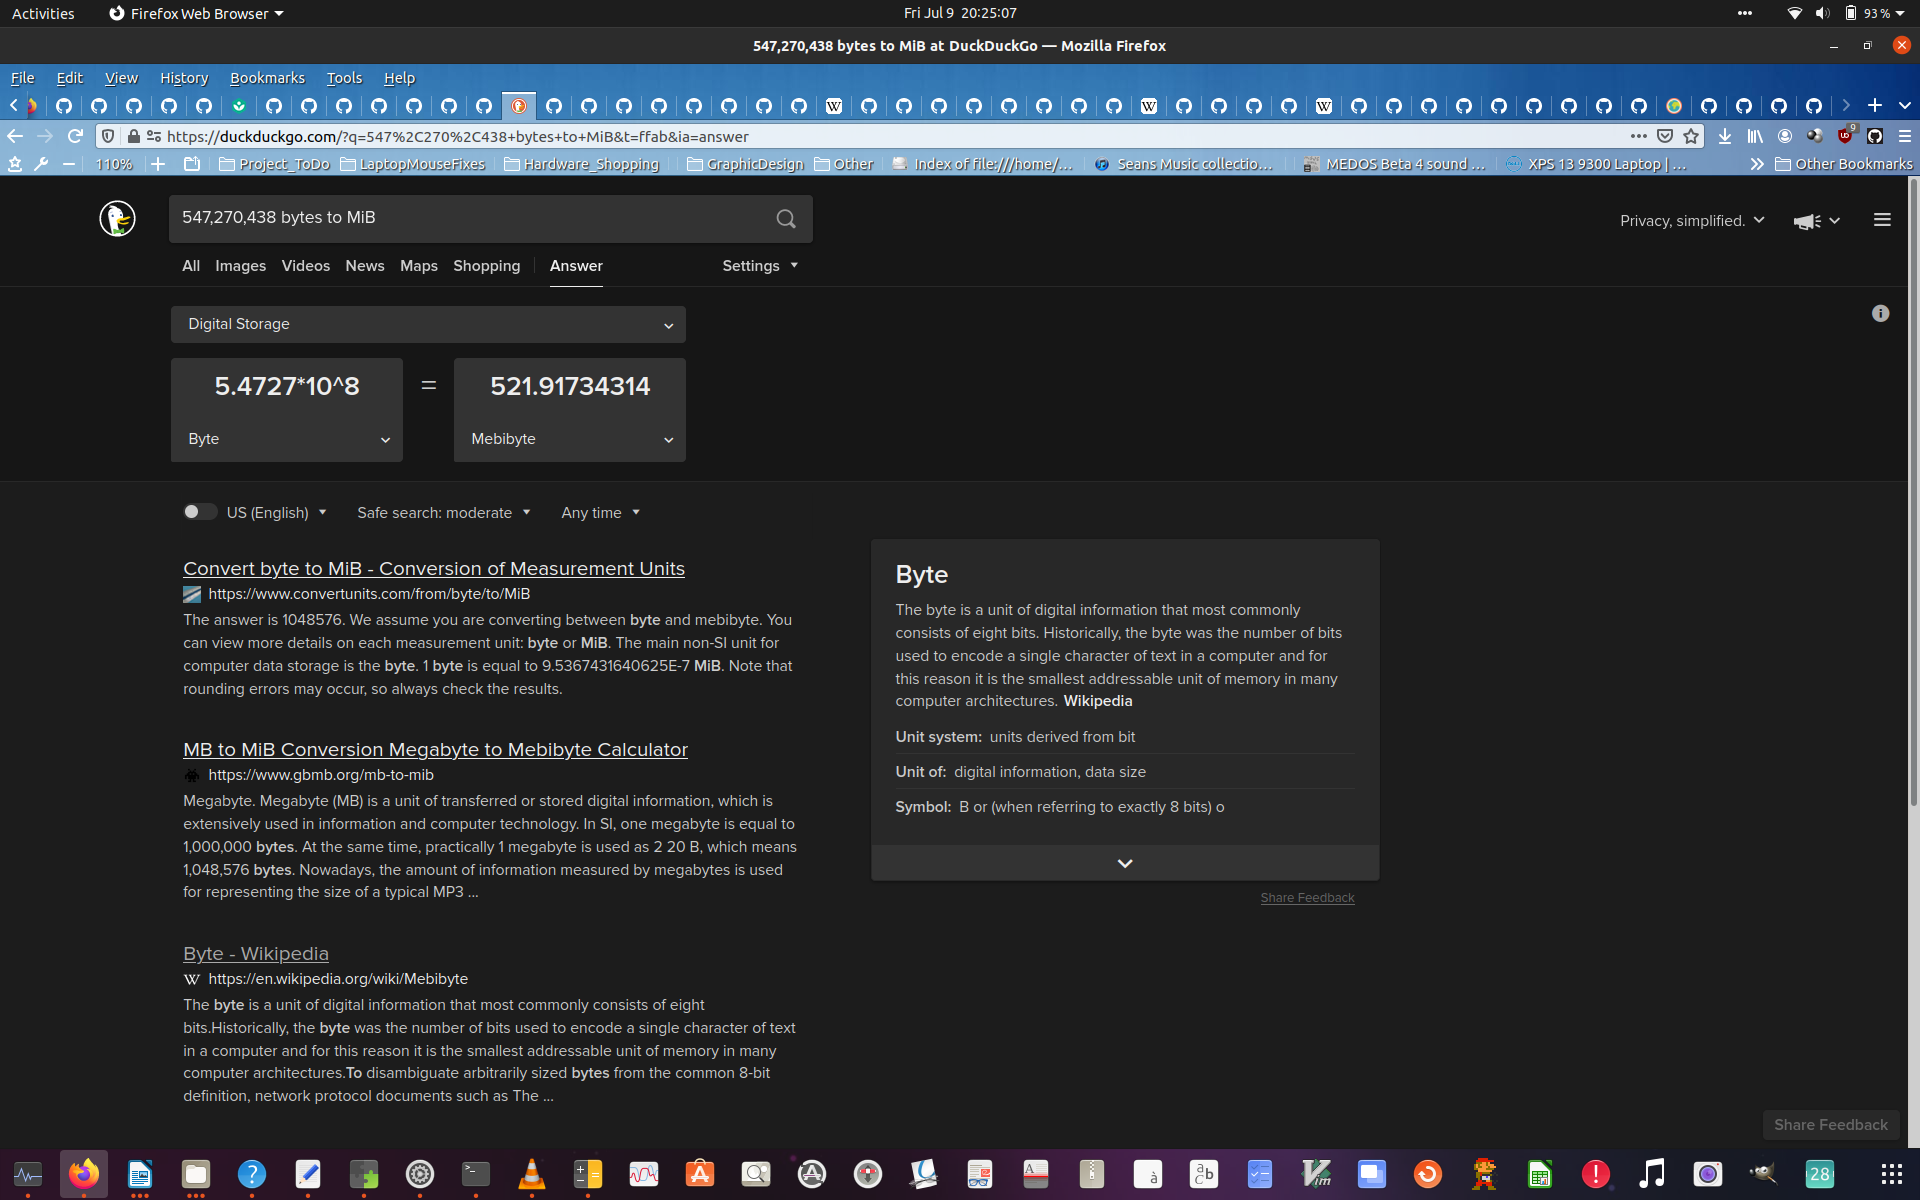 Activities
Firefox Web Browser
Fri Jul 9 20:25:07
93 %
547,270,438 bytes to MiB at DuckDuckGo — Mozilla Firefox
File Edit View History Bookmarks Tools Help
https://duckduckgo.com/?q=547%2C270%2C438+bytes+to+MiB&t=ffab&ia=answer
9
110%
Project_ToDo
LaptopMouseFixes
Hardware_Shopping
GraphicDesign
Other
Index of file:///home/...
Seans Music collectio...
MEDOS Beta 4 sound ...
XPS 13 9300 Laptop | ...
Other Bookmarks
547,270,438 bytes to MiB
Privacy, simplified.
All Images Videos News Maps Shopping Answer Settings
Digital Storage
5.4727*10^8 = 521.91734314
Byte Mebibyte
US (English) Safe search: moderate Any time
Convert byte to MiB - Conversion of Measurement Units
https://www.convertunits.com/from/byte/to/MiB
The answer is 1048576. We assume you are converting between byte and mebibyte. You
can view more details on each measurement unit: byte or MiB. The main non-SI unit for
computer data storage is the byte. 1 byte is equal to 9.5367431640625E-7 MiB. Note that
rounding errors may occur, so always check the results.
MB to MiB Conversion Megabyte to Mebibyte Calculator
https://www.gbmb.org/mb-to-mib
Megabyte. Megabyte (MB) is a unit of transferred or stored digital information, which is
extensively used in information and computer technology. In SI, one megabyte is equal to
1,000,000 bytes. At the same time, practically 1 megabyte is used as 2 20 B, which means
1,048,576 bytes. Nowadays, the amount of information measured by megabytes is used
for representing the size of a typical MP3 ...
Byte - Wikipedia
W https://en.wikipedia.org/wiki/Mebibyte
The byte is a unit of digital information that most commonly consists of eight
bits.Historically, the byte was the number of bits used to encode a single character of text
in a computer and for this reason it is the smallest addressable unit of memory in many
computer architectures.To disambiguate arbitrarily sized bytes from the common 8-bit
definition, network protocol documents such as The ...
Byte
The byte is a unit of digital information that most commonly
consists of eight bits. Historically, the byte was the number of bits
used to encode a single character of text in a computer and for
this reason it is the smallest addressable unit of memory in many
computer architectures. Wikipedia
Unit system: units derived from bit
Unit of: digital information, data size
Symbol: B or (when referring to exactly 8 bits) o
Share Feedback
Share Feedback
28